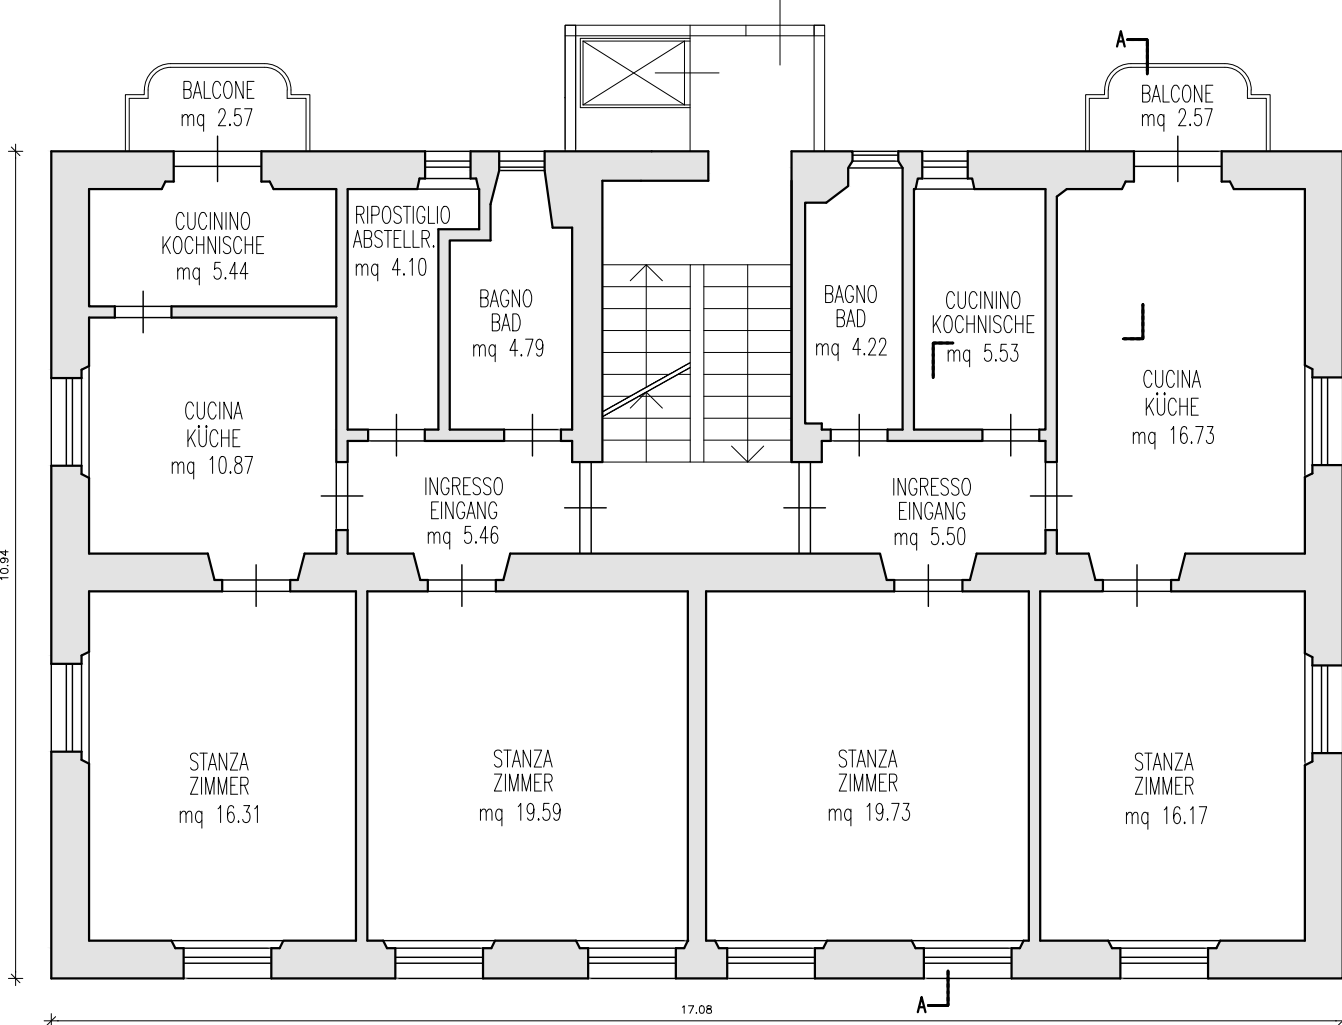 A
BALCONE
mq 2.57
BALCONE
mq 2.57
CUCININO
KOCHNISCHE
mq 5.44
RIPOSTIGLIO
ABSTELLR.
mq 4.10
BAGNO
BAD
mq 4.79
BAGNO
BAD
mq 4.22
CUCININO
KOCHNISCHE
mq 5.53
CUCINA
KÜCHE
mq 16.73
CUCINA
KÜCHE
mq 10.87
INGRESSO
EINGANG
mq 5.46
INGRESSO
EINGANG
mq 5.50
10.94
STANZA
ZIMMER
mq 16.31
STANZA
ZIMMER
mq 19.59
STANZA
ZIMMER
mq 19.73
STANZA
ZIMMER
mq 16.17
A
17.08